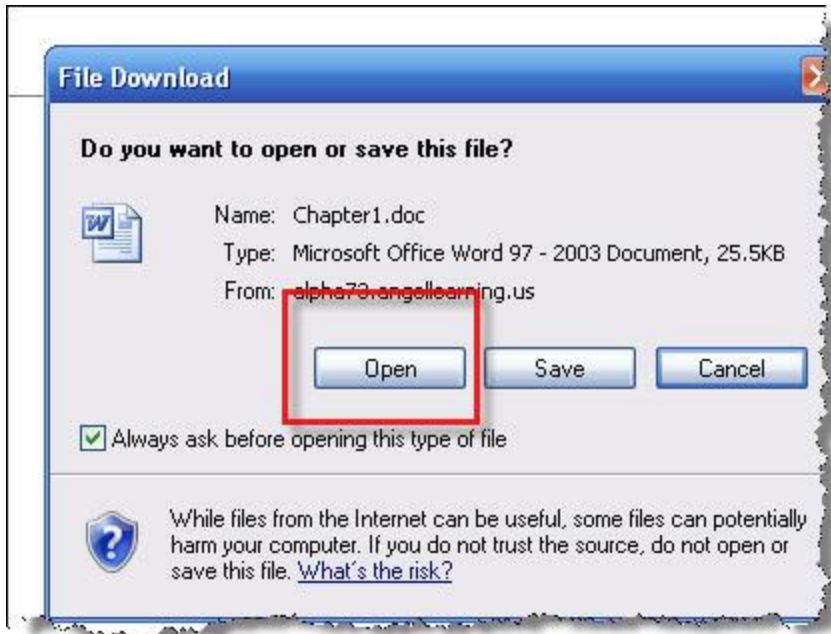 File Download
Do you want to open or save this file?
Name: Chapter1.doc
Type: Microsoft Office Word 97 - 2003 Document, 25.5KB
From: alpha73.angellearning.us
Open Save Cancel
Always ask before opening this type of file
While files from the Internet can be useful, some files can potentially
harm your computer. If you do not trust the source, do not open or
save this file. What's the risk?